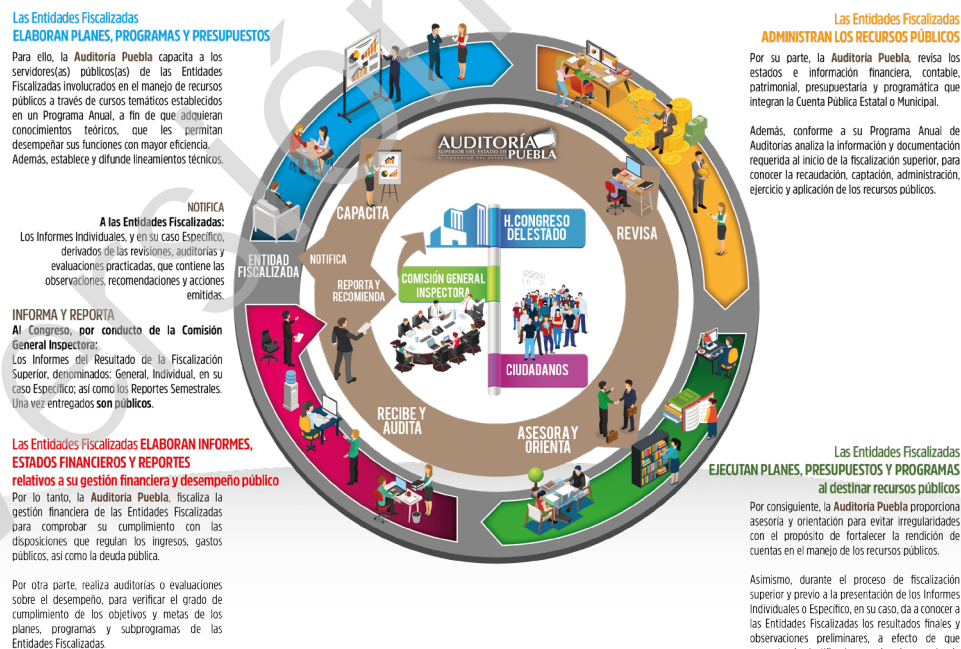 Las Entidades Fiscalizadas
ELABORAN PLANES, PROGRAMAS Y PRESUPUESTOS
Para ello, la Auditoría Puebla capacita a los
servidores(as) públicos(as) de las Entidades
Fiscalizadas involucrados en el manejo de recursos
públicos a través de cursos temáticos establecidos
en un Programa Anual, a fin de que adquieran
conocimientos teóricos, que les permitan
desempeñar sus funciones con mayor eficiencia.
Además, establece y difunde lineamientos técnicos.
NOTIFICA
A las Entidades Fiscalizadas:
Los Informes Individuales, y en su caso Específico,
derivados de las revisiones, auditorías y
evaluaciones practicadas, que contiene las
observaciones, recomendaciones y acciones
emitidas.
INFORMA Y REPORTA
Al Congreso, por conducto de la Comisión
General Inspectora:
Los Informes del Resultado de la Fiscalización
Superior, denominados: General, Individual, en su
caso Específico; así como los Reportes Semestrales.
Una vez entregados son públicos.
Las Entidades Fiscalizadas ELABORAN INFORMES,
ESTADOS FINANCIEROS Y REPORTES
relativos a su gestión financiera y desempeño público
Por lo tanto, la Auditoría Puebla, fiscaliza la
gestión financiera de las Entidades Fiscalizadas
para comprobar su cumplimiento con las
disposiciones que regulan los ingresos, gastos
públicos, así como la deuda pública.
Por otra parte, realiza auditorías o evaluaciones
sobre el desempeño, para verificar el grado de
cumplimiento de los objetivos y metas de los
planes, programas y subprogramas de las
Entidades Fiscalizadas.
AUDITORÍA
SUPERIOR DEL ESTADO DE PUEBLA
H. CONGRESO DEL ESTADO
CAPACITA
REVISA
H. CONGRESO
DEL ESTADO
ENTIDAD
FISCALIZADA
NOTIFICA
REPORTA Y
RECOMIENDA
COMISIÓN GENERAL
INSPECTORA
CIUDADANOS
RECIBE Y
AUDITA
ASESORA Y
ORIENTA
Las Entidades Fiscalizadas
ADMINISTRAN LOS RECURSOS PÚBLICOS
Por su parte, la Auditoría Puebla, revisa los
estados e información financiera, contable,
patrimonial, presupuestaria y programática que
integran la Cuenta Pública Estatal o Municipal.
Además, conforme a su Programa Anual de
Auditorías analiza la información y documentación
requerida al inicio de la fiscalización superior, para
conocer la recaudación, captación, administración,
ejercicio y aplicación de los recursos públicos.
Las Entidades Fiscalizadas
EJECUTAN PLANES, PRESUPUESTOS Y PROGRAMAS
al destinar recursos públicos
Por consiguiente, la Auditoría Puebla proporciona
asesoría y orientación para evitar irregularidades
con el propósito de fortalecer la rendición de
cuentas en el manejo de los recursos públicos.
Asimismo, durante el proceso de fiscalización
superior y previo a la presentación de los Informes
Individuales o Específico, en su caso, da a conocer a
las Entidades Fiscalizadas los resultados finales y
observaciones preliminares, a efecto de que